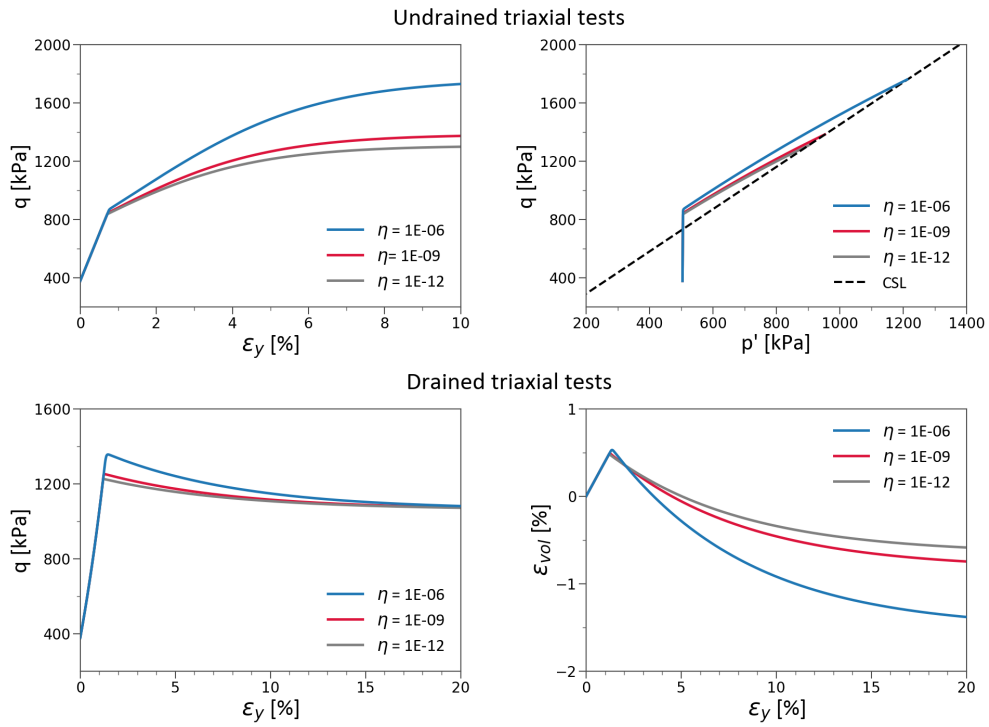 Undrained triaxial tests
2000
1600
1200
800
400
q [kPa]
0
2
4
6
8
10
εy [%]
η = 1E-06
η= 1E-09
η = 1E-12
2000
1600
1200
800
400
q [kPa]
200
400
600
800
1000
1200
1400
p' [kPa]
η = 1E-06
η = 1E-09
η = 1E-12
CSL
Drained triaxial tests
1600
1200
800
400
q [kPa]
0
5
10
15
20
εy [%]
η = 1E-06
η = 1E-09
η = 1E-12
1
0
−1
−2
εvol [%]
0
5
10
15
20
εy [%]
η = 1E-06
η = 1E-09
η = 1E-12